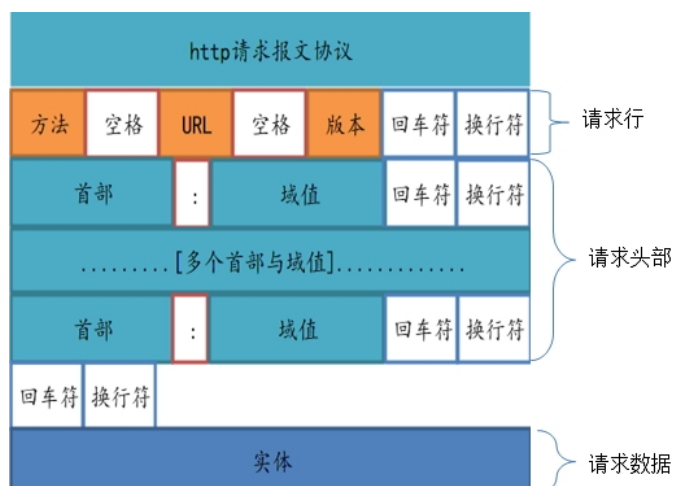 http请求报文协议
方法 空格 URL 空格 版本 回车符 换行符 请求行
首部 : 域值 回车符 换行符
.........[多个首部与域值]............. 请求头部
首部 : 域值 回车符 换行符
回车符 换行符
实体 请求数据